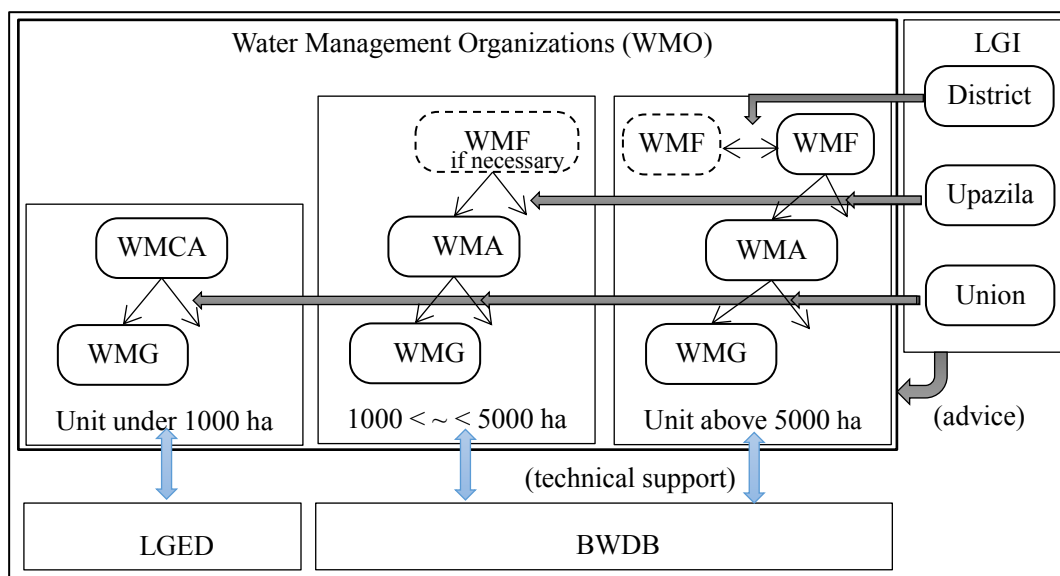 Water Management Organizations (WMO)
LGI
District
WMF
if necessary
WMF
WMF
Upazila
WMCA
WMA
WMA
Union
WMG
WMG
WMG
Unit under 1000 ha
1000 < ~ < 5000 ha
Unit above 5000 ha
(advice)
(technical support)
LGED
BWDB